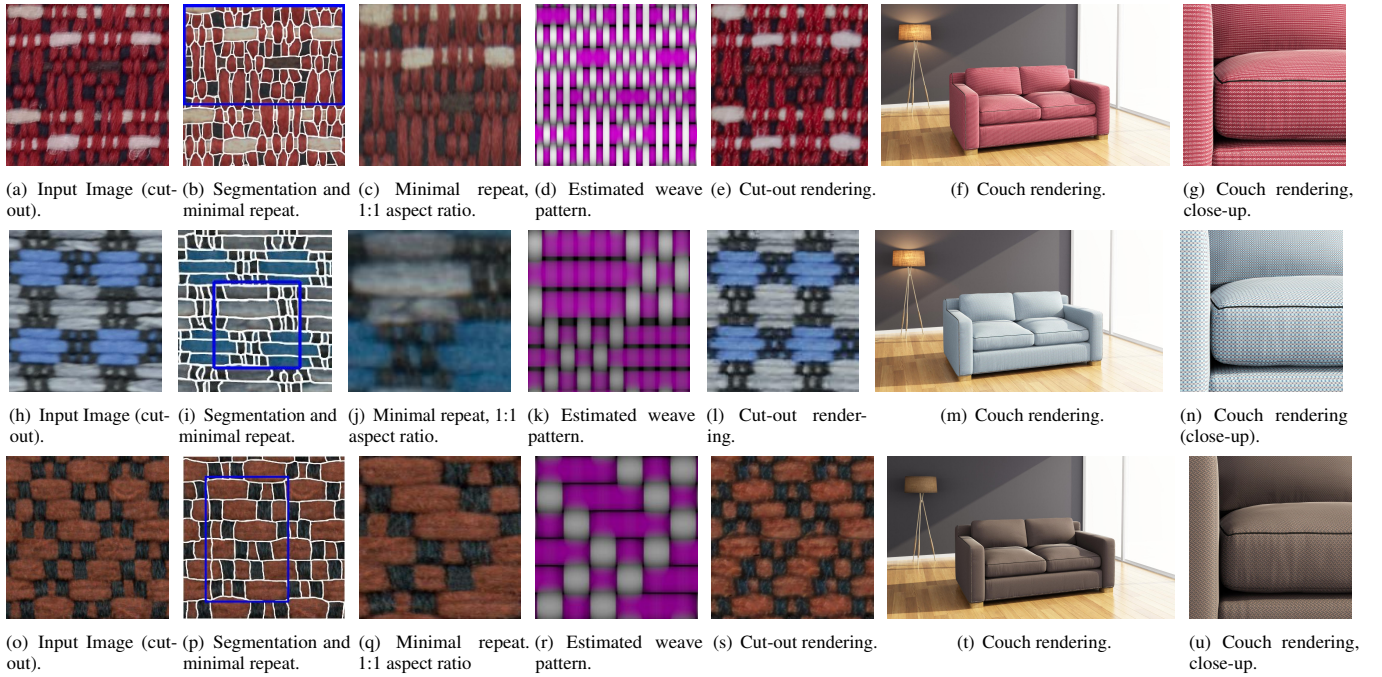 (a) Input Image (cut-out).
(b) Segmentation and minimal repeat.
(c) Minimal repeat, 1:1 aspect ratio.
(d) Estimated weave pattern.
(e) Cut-out rendering.
(f) Couch rendering.
(g) Couch rendering, close-up.
(h) Input Image (cut-out).
(i) Segmentation and minimal repeat.
(j) Minimal repeat, 1:1 aspect ratio.
(k) Estimated weave pattern.
(l) Cut-out rendering.
(m) Couch rendering.
(n) Couch rendering (close-up).
(o) Input Image (cut-out).
(p) Segmentation and minimal repeat.
(q) Minimal repeat. 1:1 aspect ratio
(r) Estimated weave pattern.
(s) Cut-out rendering.
(t) Couch rendering.
(u) Couch rendering, close-up.